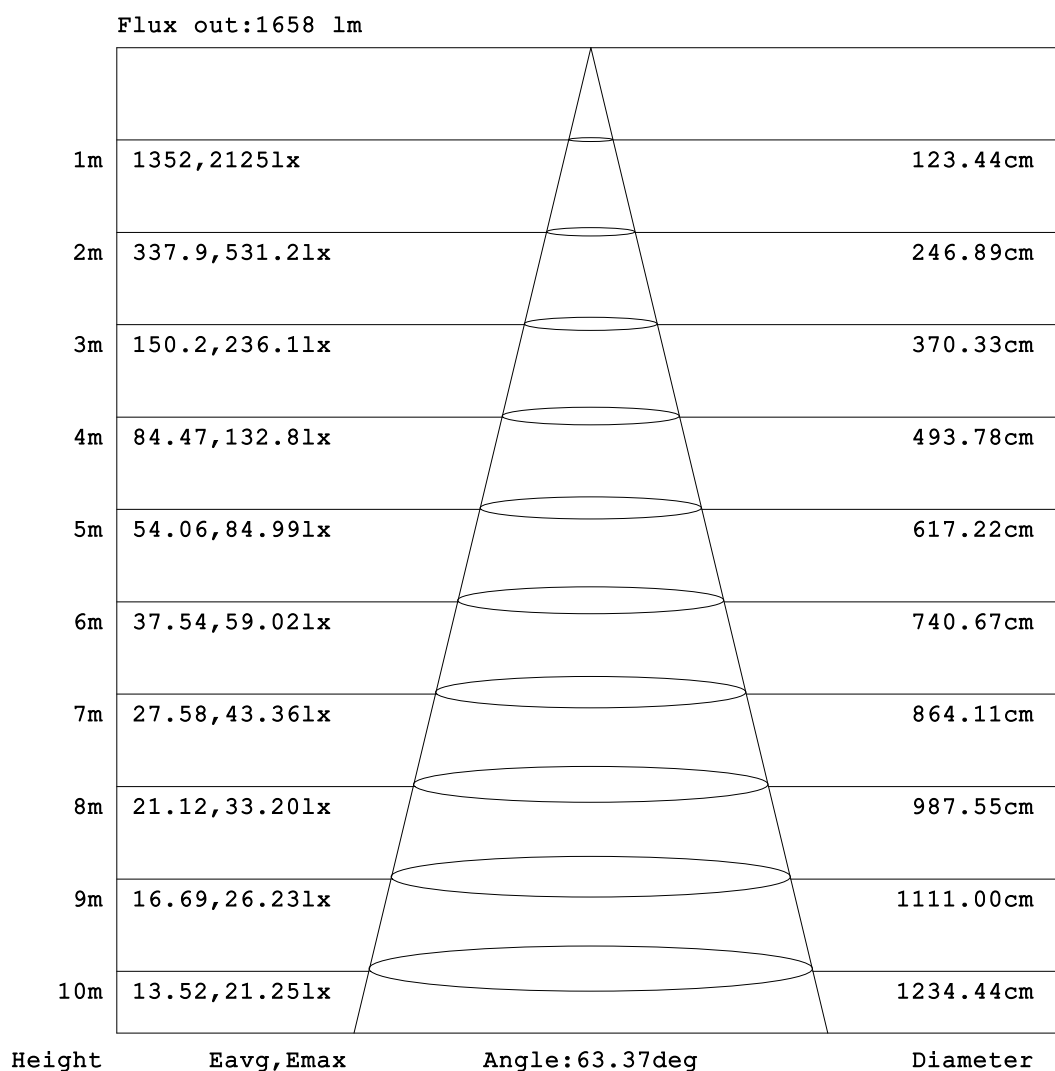 Flux out:1658 lm
1m 1352,2125lx 123.44cm
2m 337.9,531.2lx 246.89cm
3m 150.2,236.1lx 370.33cm
4m 84.47,132.8lx 493.78cm
5m 54.06,84.99lx 617.22cm
6m 37.54,59.02lx 740.67cm
7m 27.58,43.36lx 864.11cm
8m 21.12,33.20lx 987.55cm
9m 16.69,26.23lx 1111.00cm
10m 13.52,21.25lx 1234.44cm
Height Eavg,Emax Angle:63.37deg Diameter